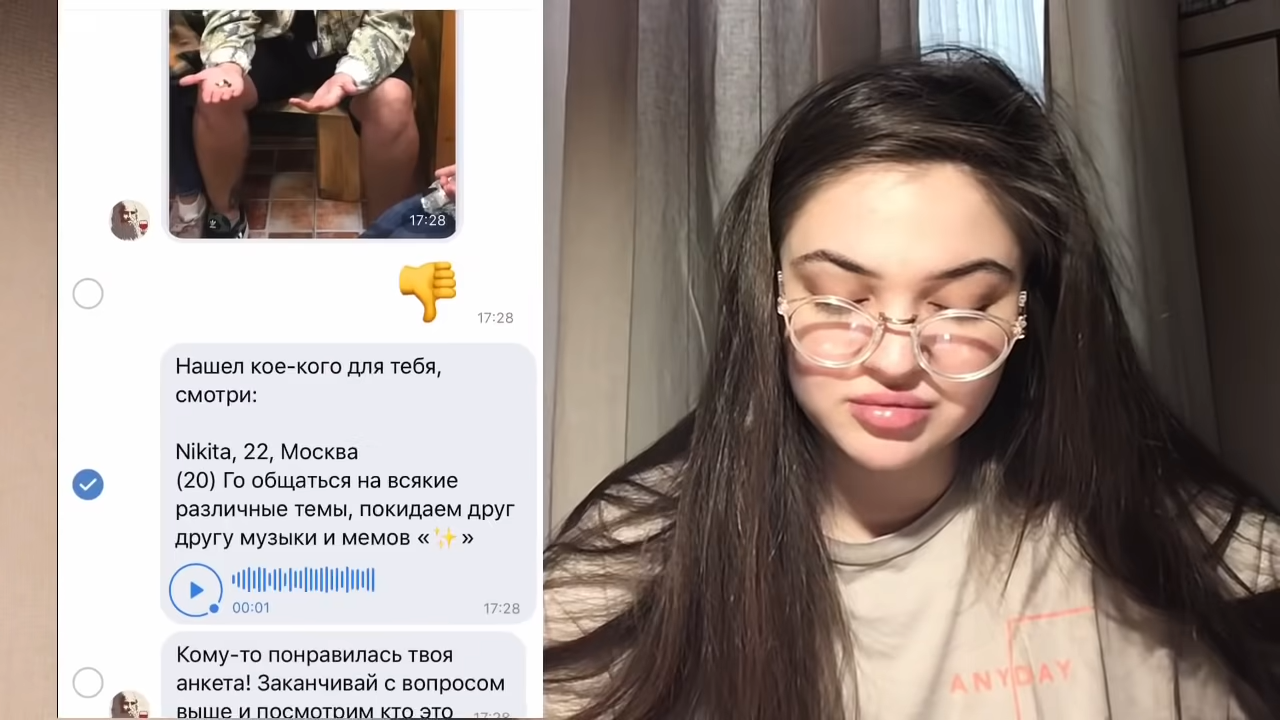 17:28
17:28
Нашел кое-кого для тебя,
смотри:
Nikita, 22, Москва
(20) Го общаться на всякие
различные темы, покидаем друг
другу музыки и мемов «✨»
00:01
17:28
Кому-то понравилась твоя
анкета! Заканчивай с вопросом
выше и посмотрим кто это
17:28
ANYDAY